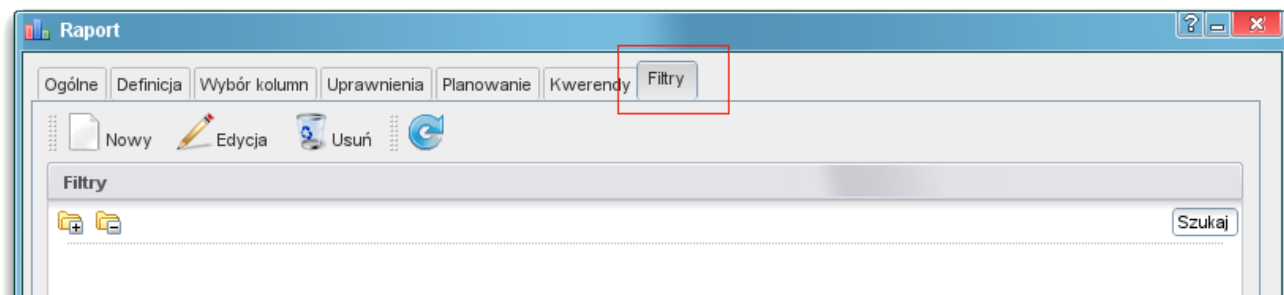 Raport
Ogólne Definicja Wybór kolumn Uprawnienia Planowanie Kwerendy Filtry
Nowy Edycja Usuń
Filtry
Szukaj